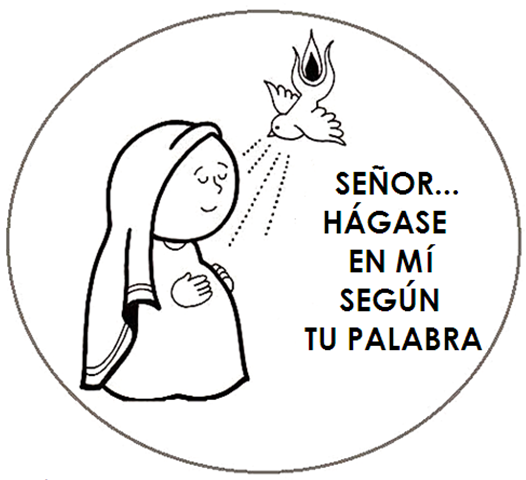 SEÑOR...
HÁGASE
EN MÍ
SEGÚN
TU PALABRA